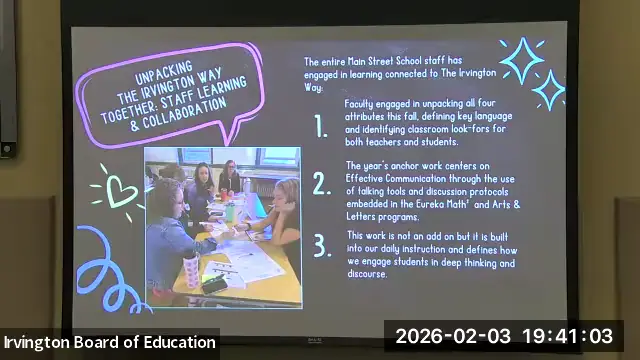 UNPACKING
THE IRVINGTON WAY
TOGETHER: STAFF LEARNING
& COLLABORATION
The entire Main Street School staff has
engaged in learning connected to The Irvington
Way:
1.
Faculty engaged in unpacking all four
attributes this fall, defining key language
and identifying classroom look-fors for
both teachers and students.
2.
The year's anchor work centers on
Effective Communication through the use
of talking tools and discussion protocols
embedded in the Eureka Math² and Arts &
Letters programs.
3.
This work is not an add on but it is built
into our daily instruction and defines how
we engage students in deep thinking and
discourse.
Irvington Board of Education
2026-02-03 19:41:03